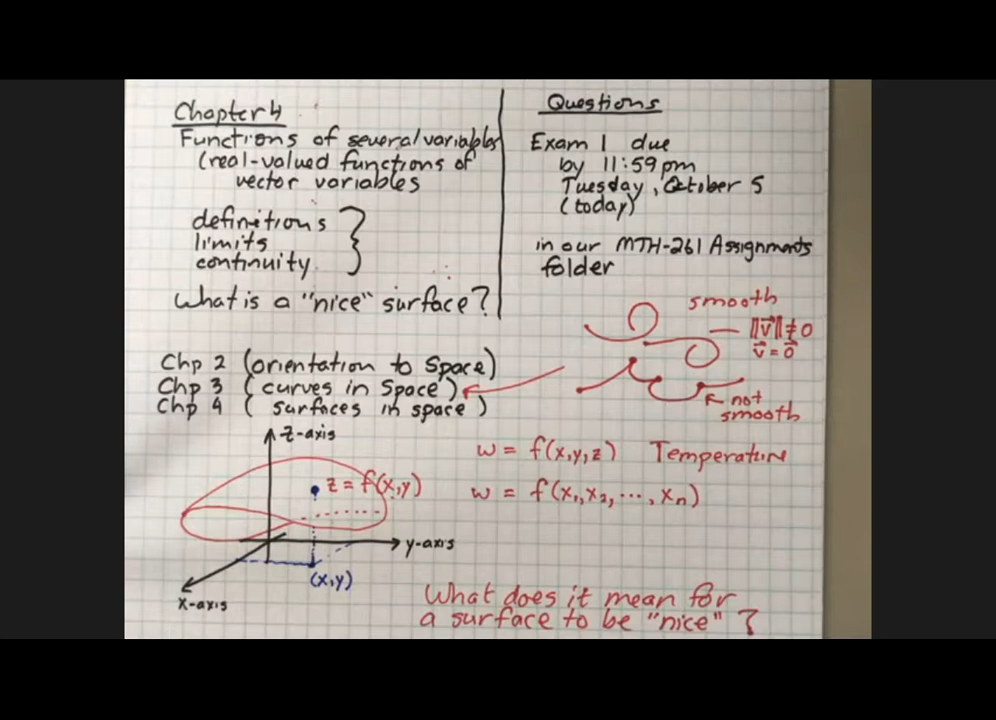 Chapter 4
Functions of several variables
(real-valued functions of
vector variables
definitions
limits
continuity
What is a "nice" surface?
Questions
Exam 1 due
by 11:59pm
Tuesday, October 5
(today)
in our MTH-261 Assignments
folder
smooth
‖v⃗‖ ≠ 0
v⃗ = 0⃗
not
smooth
Chp 2 (orientation to Space)
Chp 3 (curves in Space)
Chp 4 (surfaces in space)
z-axis
z = f(x,y)
y-axis
(x,y)
x-axis
w = f(x,y,z) Temperature
w = f(x₁,x₂,⋯,xₙ)
What does it mean for
a surface to be "nice"?